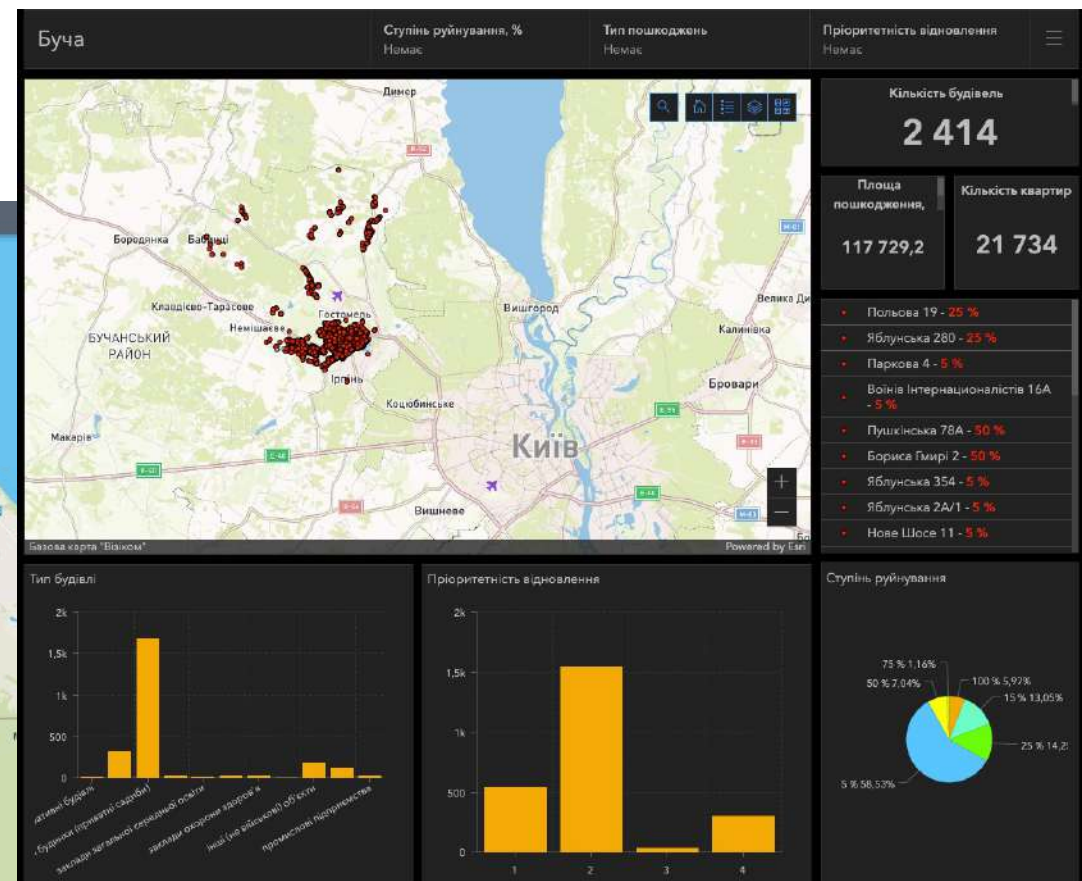 Буча
Ступінь руйнування, %
Немає
Тип пошкоджень
Немає
Пріоритетність відновлення
Немає
Димер
Бородянка
Бабинці
Клавдієво-Тарасове
Гостомель
Немішаєве
БУЧАНСЬКИЙ
РАЙОН
Ірпінь
Вишгород
Велика Ди
Калинівка
Коцюбинське
Бровари
Макарів
Київ
Вишневе
Базова карта "Візіком"
Powered by Esri
Кількість будівель
2 414
Площа
пошкодження,
117 729,2
Кількість квартир
21 734
Польова 19 - 25 %
Яблунська 280 - 25 %
Паркова 4 - 5 %
Воїнів Інтернаціоналістів 16А
- 5 %
Пушкінська 78А - 50 %
Бориса Гмирі 2 - 50 %
Яблунська 354 - 5 %
Яблунська 2А/1 - 5 %
Нове Шосе 11 - 5 %
Тип будівлі
2k
1,5k
1k
500
0
будинки (приватні садиби)
заклади загальної середньої освіти
заклади охорони здоров'я
інші (не військові) об'єкти
промислові підприємства
Пріоритетність відновлення
2k
1,5k
1k
500
0
1
2
3
4
Ступінь руйнування
75 % 1,16%
50 % 7,04%
100 % 5,97%
15 % 13,05%
25 % 14,2
5 % 58,53%